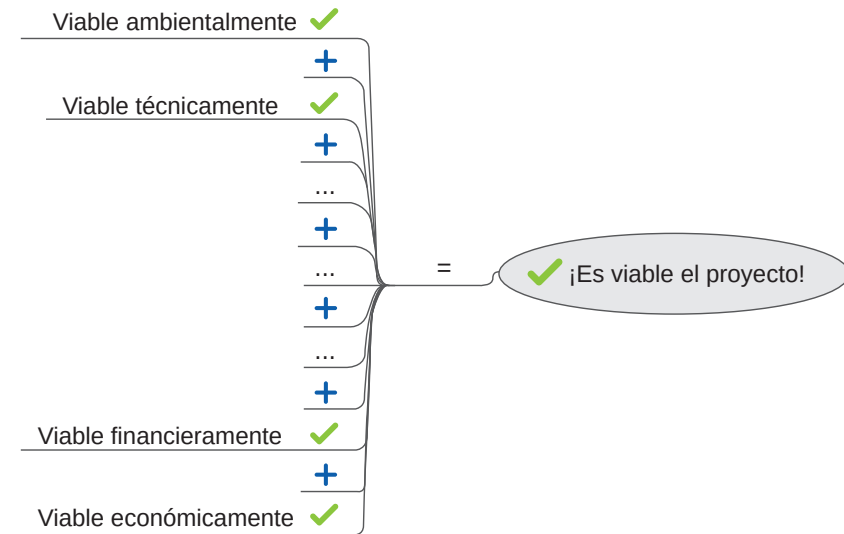 Viable ambientalmente
+
Viable técnicamente
+
...
+
...
+
...
+
Viable financieramente
+
Viable económicamente
=
¡Es viable el proyecto!